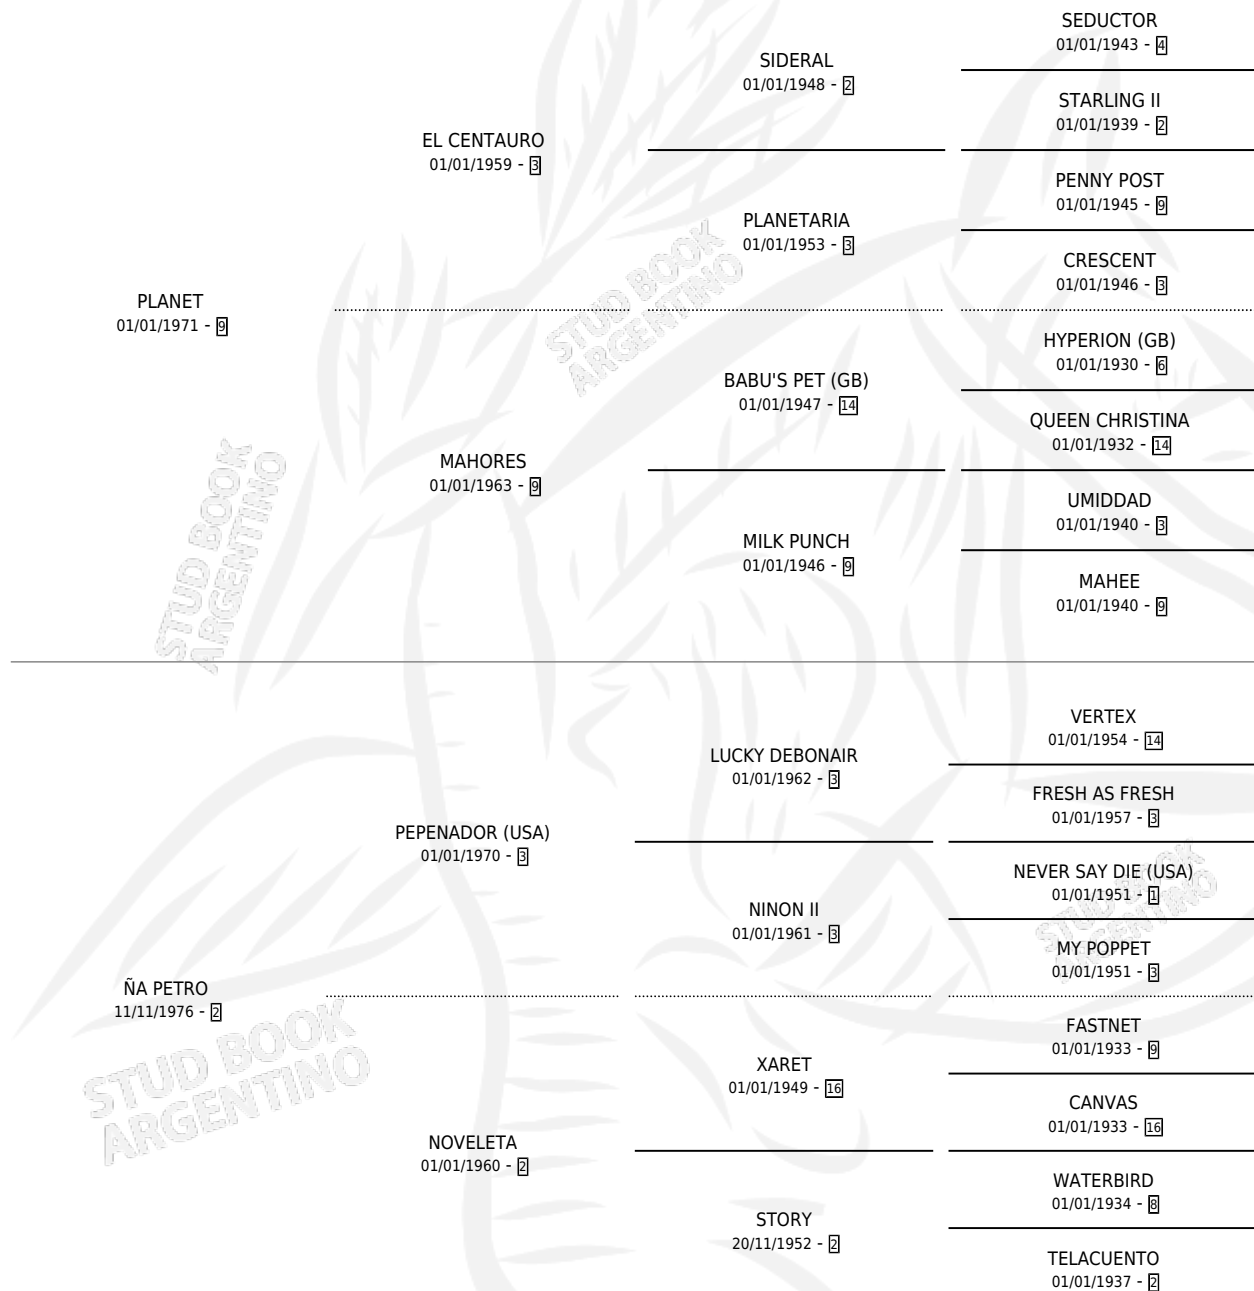 SEDUCTOR
01/01/1943 - 4
SIDERAL
01/01/1948 - 2
STARLING II
01/01/1939 - 2
EL CENTAURO
01/01/1959 - 3
PENNY POST
01/01/1945 - 9
PLANETARIA
01/01/1953 - 3
CRESCENT
01/01/1946 - 3
PLANET
01/01/1971 - 9
STUD BOOK
ARGENTINO
HYPERION (GB)
01/01/1930 - 6
BABU'S PET (GB)
01/01/1947 - 14
QUEEN CHRISTINA
01/01/1932 - 14
MAHORES
01/01/1963 - 9
UMIDDAD
01/01/1940 - 3
MILK PUNCH
01/01/1946 - 9
MAHEE
01/01/1940 - 9
STUD BOOK
ARGENTINO
VERTEX
01/01/1954 - 14
LUCKY DEBONAIR
01/01/1962 - 3
FRESH AS FRESH
01/01/1957 - 3
PEPENADOR (USA)
01/01/1970 - 3
NEVER SAY DIE (USA)
01/01/1951 - 1
NINON II
01/01/1961 - 3
MY POPPET
01/01/1951 - 3
STUD BOOK
ARGENTINO
ÑA PETRO
11/11/1976 - 2
FASTNET
01/01/1933 - 9
XARET
01/01/1949 - 16
CANVAS
01/01/1933 - 16
STUD BOOK
ARGENTINO
NOVELETA
01/01/1960 - 2
WATERBIRD
01/01/1934 - 8
STORY
20/11/1952 - 2
TELACUENTO
01/01/1937 - 2